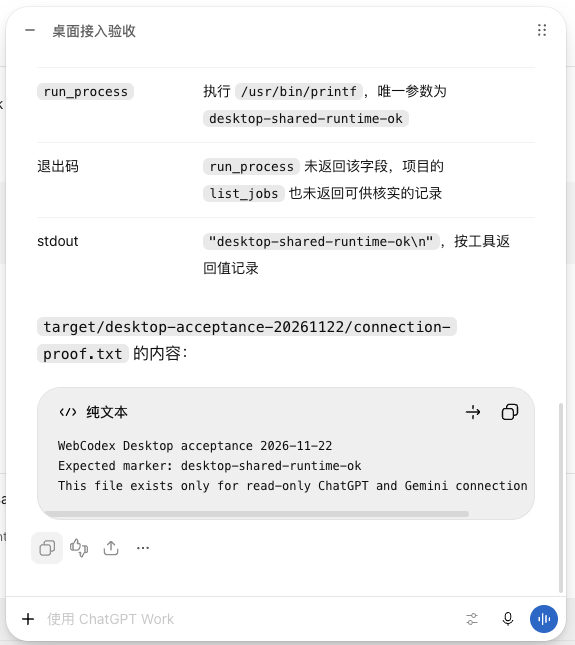 桌面接入验收
run_process
执行 /usr/bin/printf，唯一参数为
desktop-shared-runtime-ok
退出码
run_process 未返回该字段，项目的
list_jobs 也未返回可供核实的记录
stdout
"desktop-shared-runtime-ok\n"，按工具返
回值记录
target/desktop-acceptance-20261122/connection-
proof.txt 的内容：
纯文本
WebCodex Desktop acceptance 2026-11-22
Expected marker: desktop-shared-runtime-ok
This file exists only for read-only ChatGPT and Gemini connection
使用 ChatGPT Work